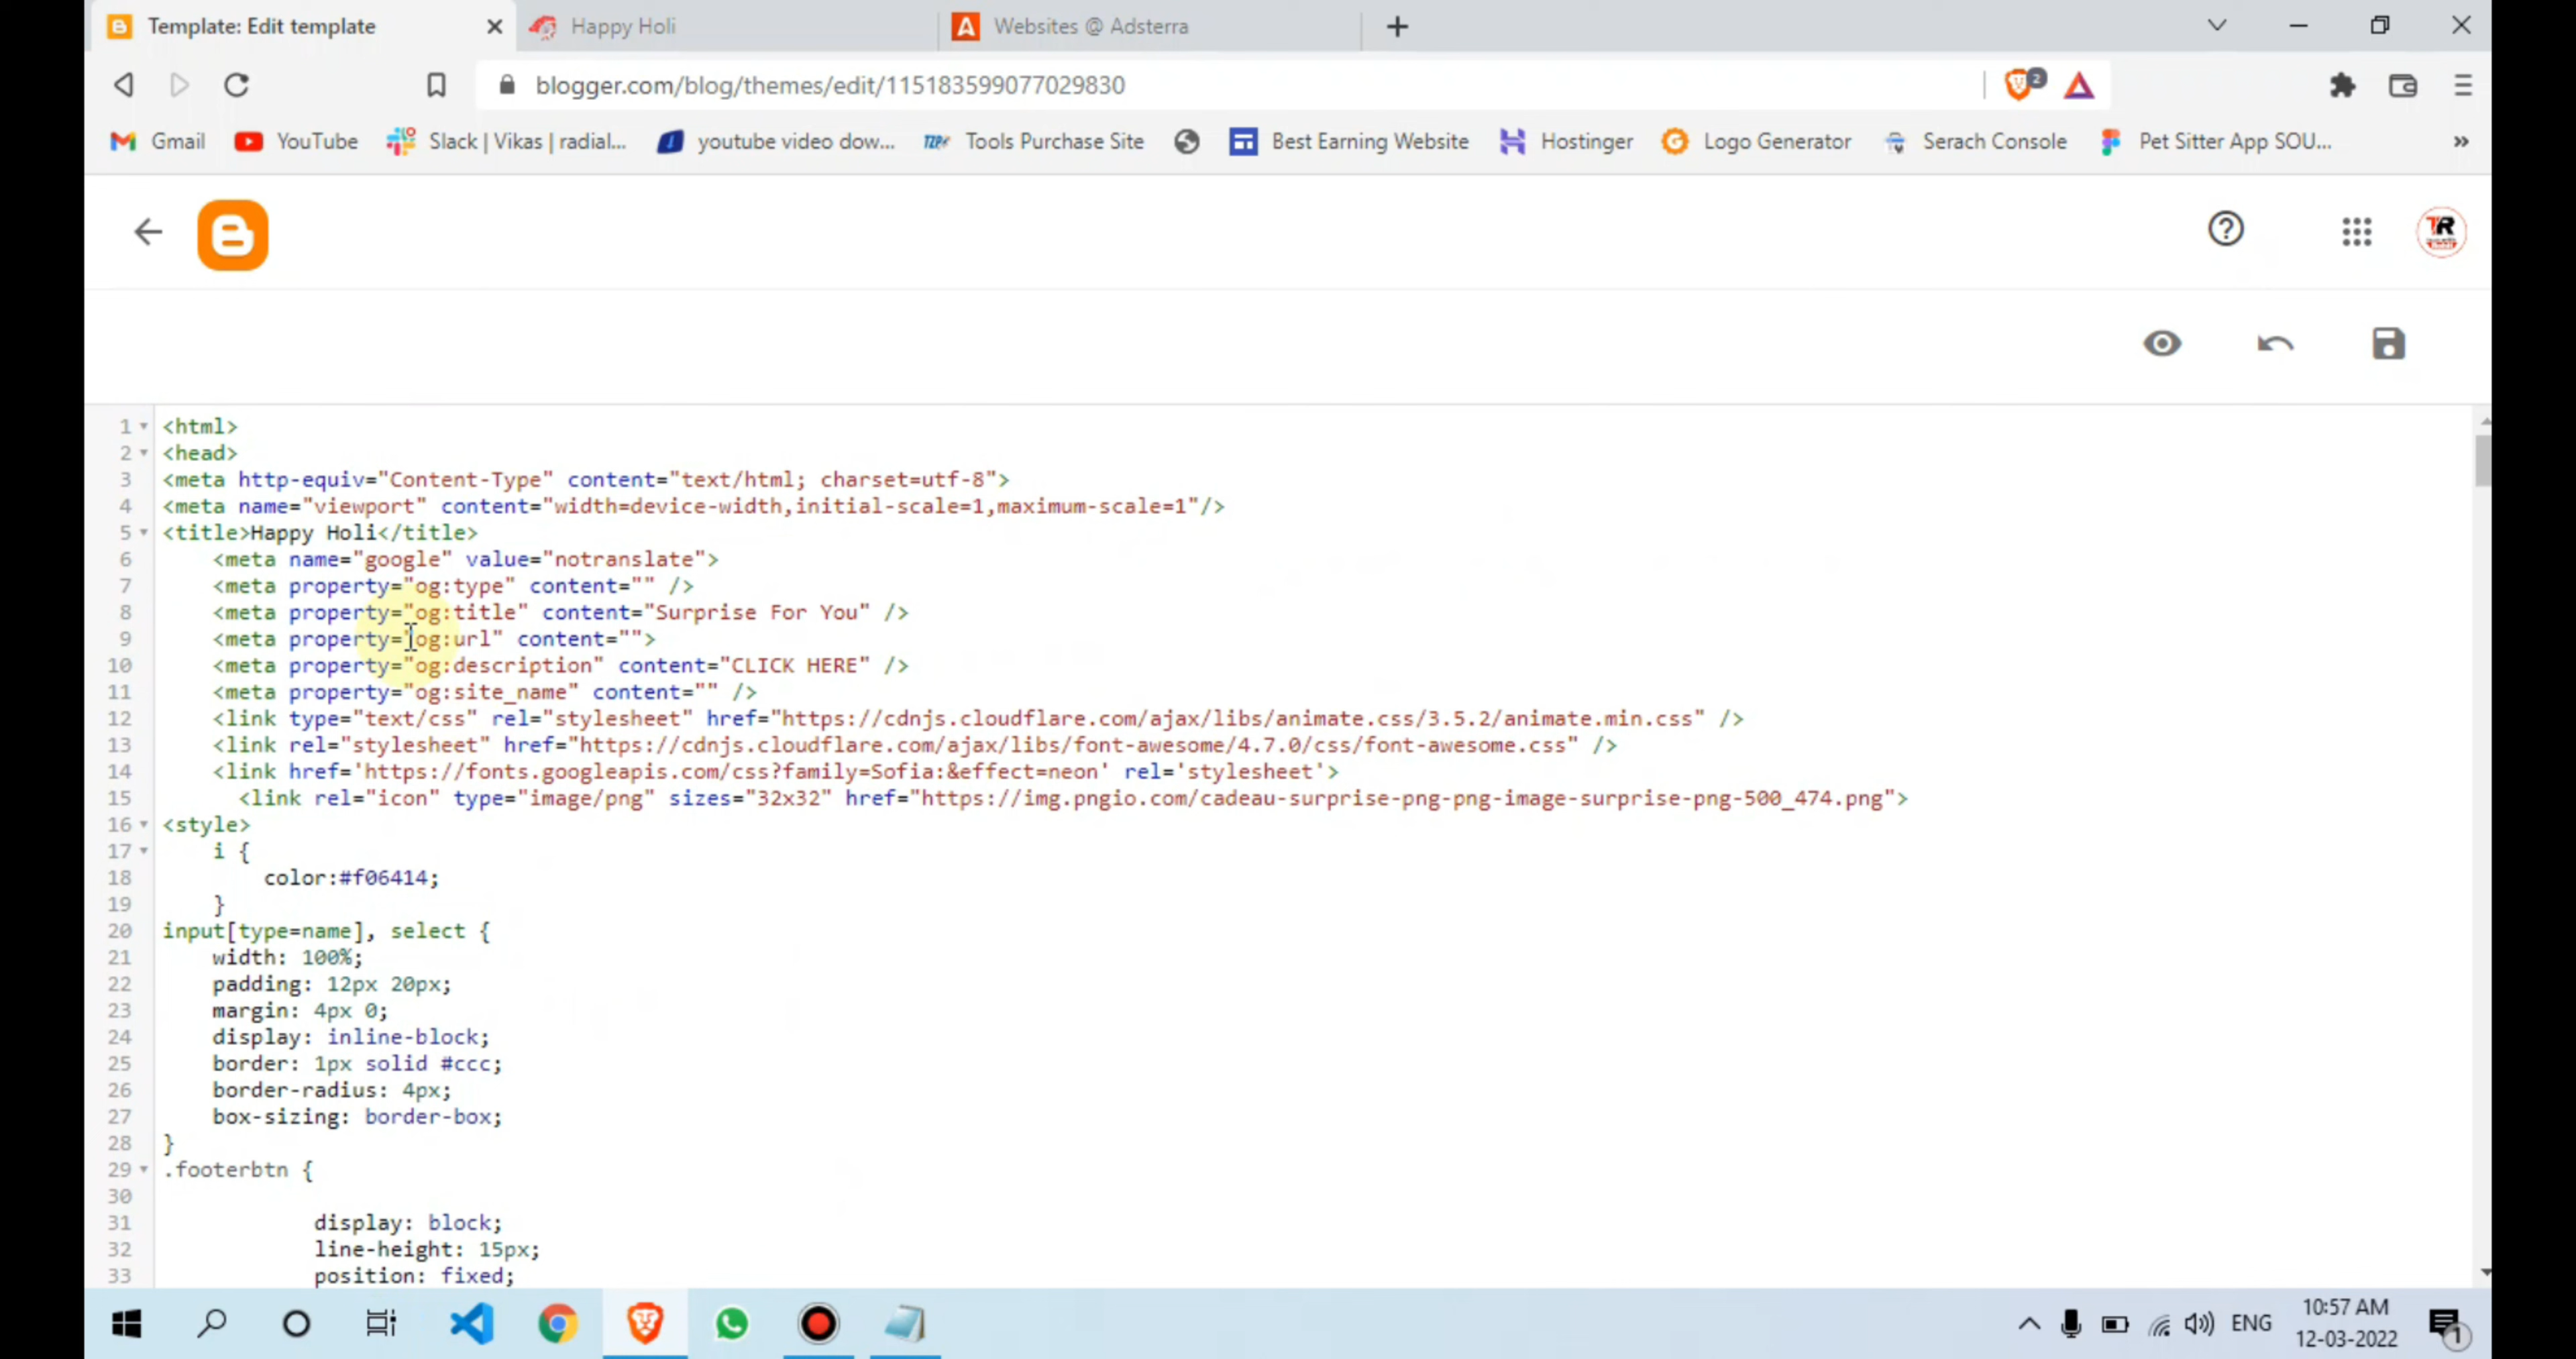 Template: Edit template
Happy Holi
Websites @ Adsterra
blogger.com/blog/themes/edit/115183599077029830
2
Gmail
YouTube
Slack | Vikas | radial...
youtube video dow...
Tools Purchase Site
Best Earning Website
Hostinger
Logo Generator
Serach Console
Pet Sitter App SOU...
»
TR
1 <html>
2 <head>
3 <meta http-equiv="Content-Type" content="text/html; charset=utf-8">
4 <meta name="viewport" content="width=device-width,initial-scale=1,maximum-scale=1"/>
5 <title>Happy Holi</title>
6 <meta name="google" value="notranslate">
7 <meta property="og:type" content="" />
8 <meta property="og:title" content="Surprise For You" />
9 <meta property="og:url" content="">
10 <meta property="og:description" content="CLICK HERE" />
11 <meta property="og:site_name" content="" />
12 <link type="text/css" rel="stylesheet" href="https://cdnjs.cloudflare.com/ajax/libs/animate.css/3.5.2/animate.min.css" />
13 <link rel="stylesheet" href="https://cdnjs.cloudflare.com/ajax/libs/font-awesome/4.7.0/css/font-awesome.css" />
14 <link href='https://fonts.googleapis.com/css?family=Sofia:&effect=neon' rel='stylesheet'>
15 <link rel="icon" type="image/png" sizes="32x32" href="https://img.pngio.com/cadeau-surprise-png-png-image-surprise-png-500_474.png">
16 <style>
17 i {
18 color:#f06414;
19 }
20 input[type=name], select {
21 width: 100%;
22 padding: 12px 20px;
23 margin: 4px 0;
24 display: inline-block;
25 border: 1px solid #ccc;
26 border-radius: 4px;
27 box-sizing: border-box;
28 }
29 .footerbtn {
30
31 display: block;
32 line-height: 15px;
33 position: fixed;
ENG
10:57 AM
12-03-2022
1